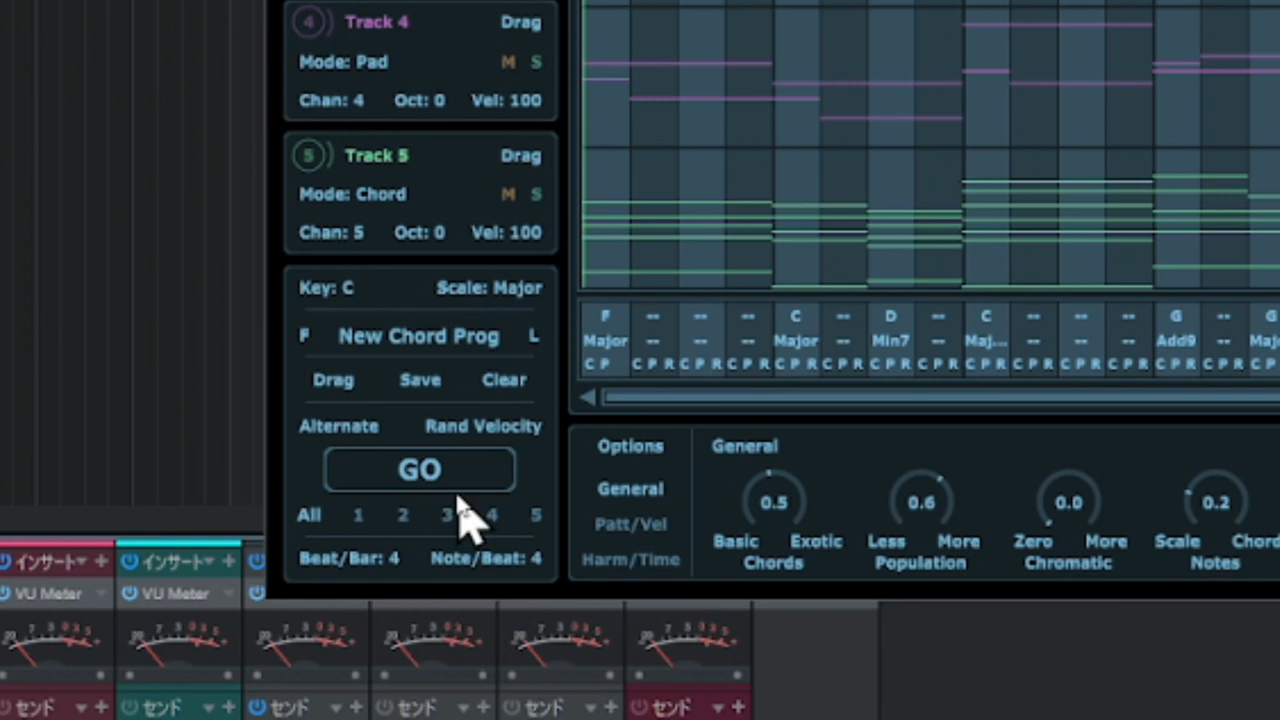 4 Track 4 Drag
Mode: Pad M S
Chan: 4 Oct: 0 Vel: 100
5 Track 5 Drag
Mode: Chord M S
Chan: 5 Oct: 0 Vel: 100
Key: C Scale: Major
F New Chord Prog L
Drag Save Clear
Alternate Rand Velocity
GO
All 1 2 3 4 5
Beat/Bar: 4 Note/Beat: 4
F -- -- -- C -- D -- C -- -- -- G -- G
Major -- -- -- Major -- Min7 -- Maj... -- -- -- Add9 --
C P C P R C P R C P R C P R C P R C P R C P R C P R C P R C P R C P R C P R C P R C P R
Options General
General
Patt/Vel
Harm/Time
0.5 0.6 0.0 0.2
Basic Exotic Less More Zero More Scale
Chords Population Chromatic Notes
インサート インサート
VU Meter VU Meter
センド センド センド センド センド センド